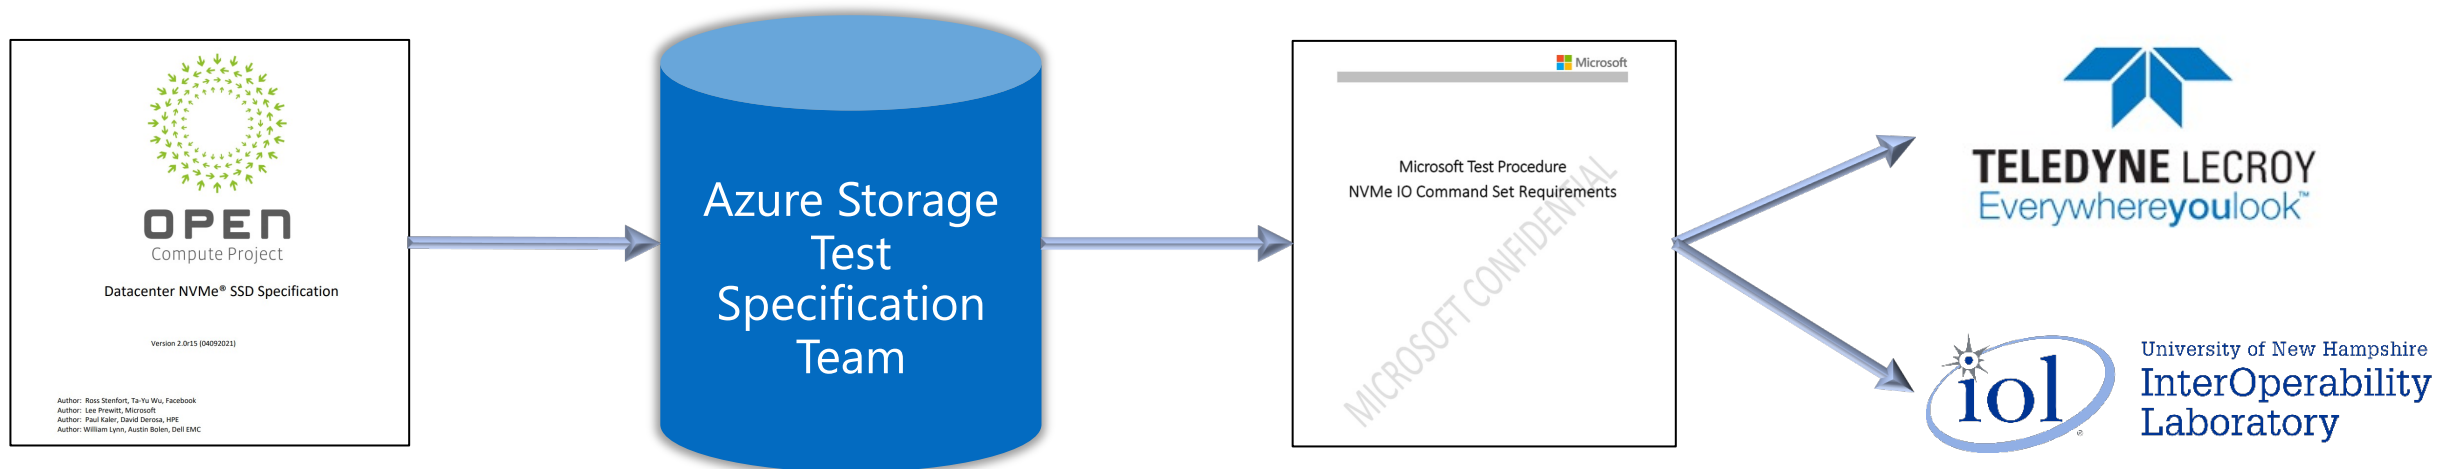 OPEN
Compute Project
Datacenter NVMe® SSD Specification
Version 2.0r15 (04092021)
Author: Ross Stenfort, Ta-Yu Wu, Facebook
Author: Lee Prewitt, Microsoft
Author: Paul Kaler, David Derosa, HPE
Author: William Lynn, Austin Bolen, Dell EMC
Azure Storage
Test
Specification
Team
Microsoft
Microsoft Test Procedure
NVMe IO Command Set Requirements
MICROSOFT CONFIDENTIAL
TELEDYNE LECROY
Everywhereyoulook™
iol
®
University of New Hampshire
InterOperability
Laboratory